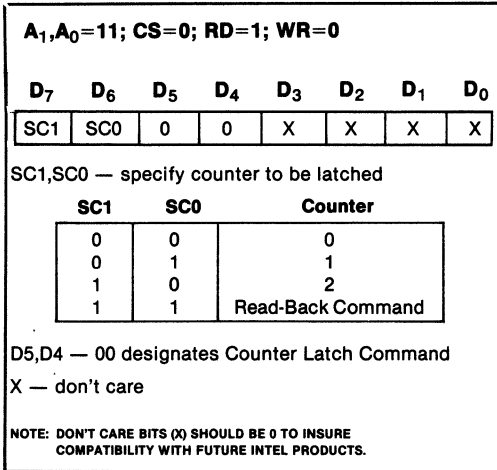 A1,A0=11; CS=0; RD=1; WR=0
D7 D6 D5 D4 D3 D2 D1 D0
SC1 SC0 0 0 X X X X
SC1,SC0 — specify counter to be latched
SC1 SC0 Counter
0 0 0
0 1 1
1 0 2
1 1 Read-Back Command
D5,D4 — 00 designates Counter Latch Command
X — don't care
NOTE: DON'T CARE BITS (X) SHOULD BE 0 TO INSURE
COMPATIBILITY WITH FUTURE INTEL PRODUCTS.